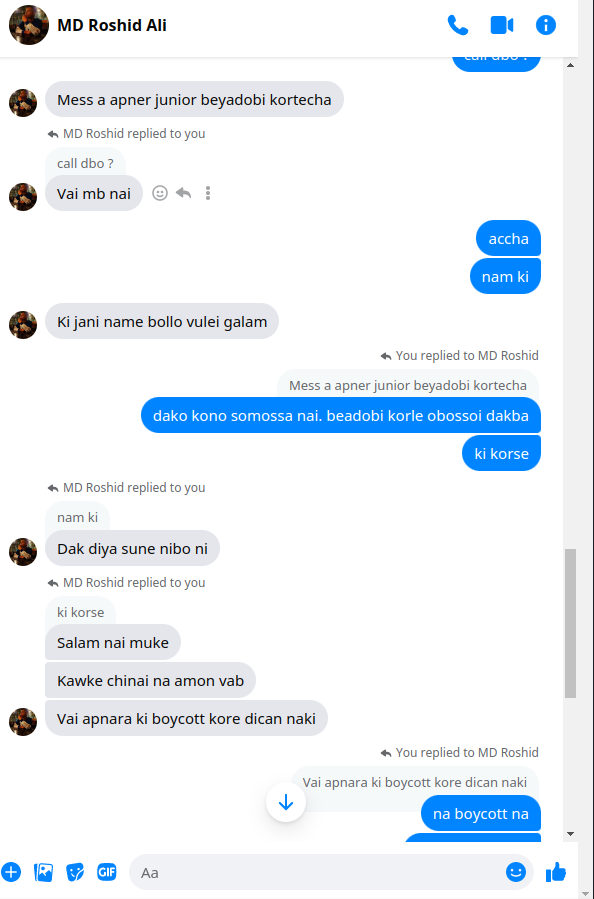 MD Roshid Ali
call dbo ?
Mess a apner junior beyadobi kortecha
MD Roshid replied to you
call dbo ?
Vai mb nai
accha
nam ki
Ki jani name bollo vulei galam
You replied to MD Roshid
Mess a apner junior beyadobi kortecha
dako kono somossa nai. beadobi korle obossoi dakba
ki korse
MD Roshid replied to you
nam ki
Dak diya sune nibo ni
MD Roshid replied to you
ki korse
Salam nai muke
Kawke chinai na amon vab
Vai apnara ki boycott kore dican naki
You replied to MD Roshid
Vai apnara ki boycott kore dican naki
na boycott na
GIF
Aa